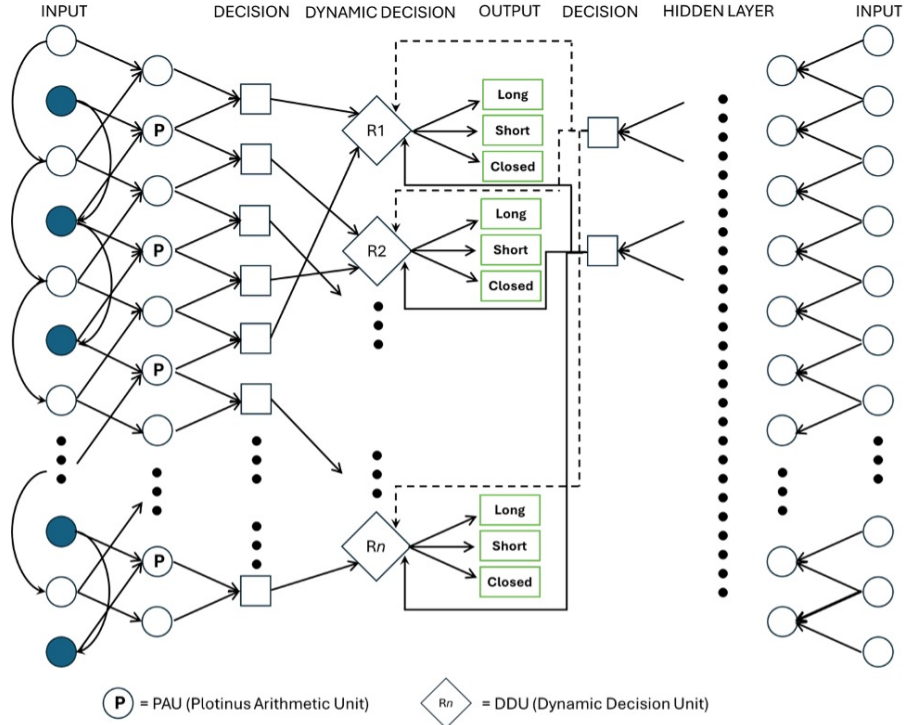 INPUT DECISION DYNAMIC DECISION OUTPUT DECISION HIDDEN LAYER INPUT
Long
P R1 Short
Closed
Long
P R2 Short
Closed
P
Long
P Rn Short
Closed
P = PAU (Plotinus Arithmetic Unit) Rn = DDU (Dynamic Decision Unit)